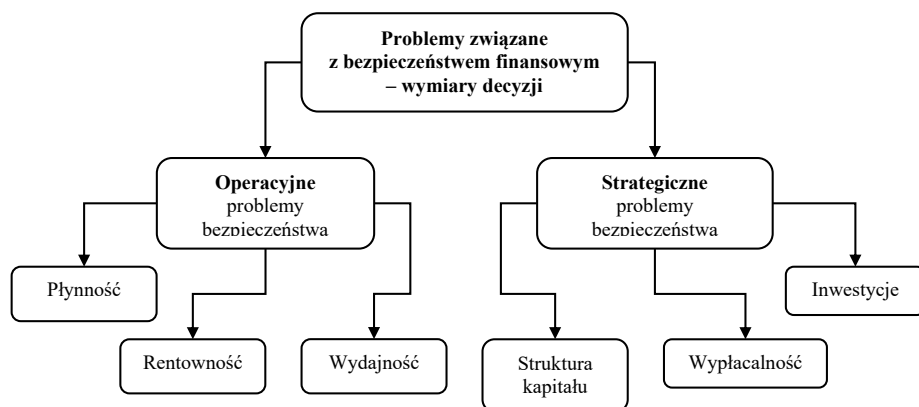 Problemy związane
z bezpieczeństwem finansowym
– wymiary decyzji
Operacyjne
problemy
bezpieczeństwa
Strategiczne
problemy
bezpieczeństwa
Płynność
Rentowność
Wydajność
Struktura
kapitału
Wypłacalność
Inwestycje